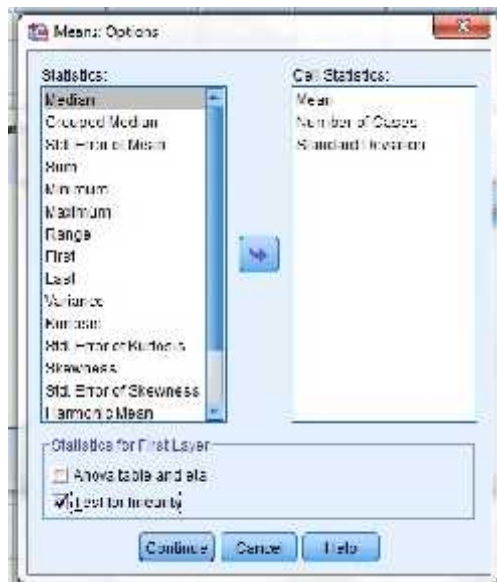 Means: Options
Statistics:
Median
Grouped Median
Std. Error of Mean
Sum
Minimum
Maximum
Range
First
Last
Variance
Kurtosis
Std. Error of Kurtosis
Skewness
Std. Error of Skewness
Harmonic Mean
Cell Statistics:
Mean
Number of Cases
Standard Deviation
Statistics for First Layer
Anova table and eta
Test for linearity
Continue Cancel Help